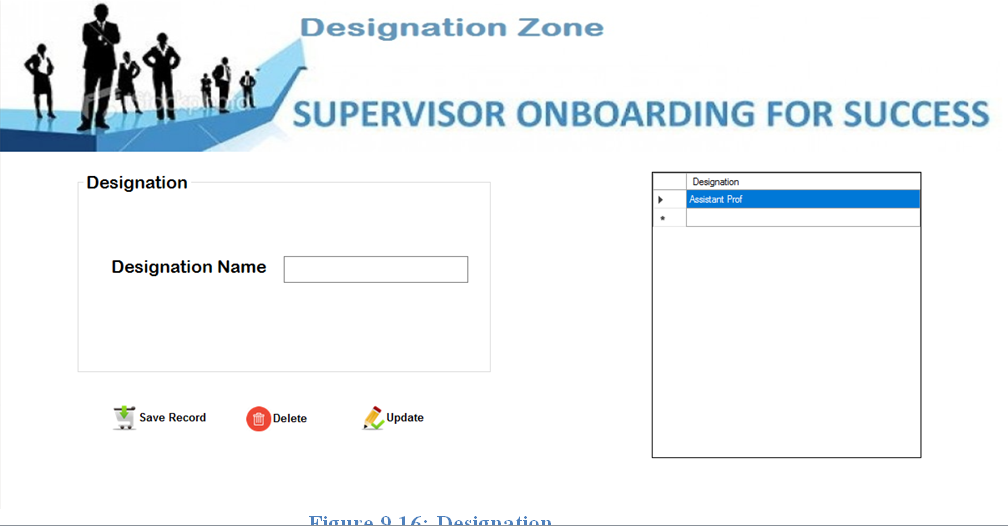 Designation Zone
SUPERVISOR ONBOARDING FOR SUCCESS
Designation
Designation Name
Designation
Assistant Prof
Save Record
Delete
Update
Figure 9.16: Designation